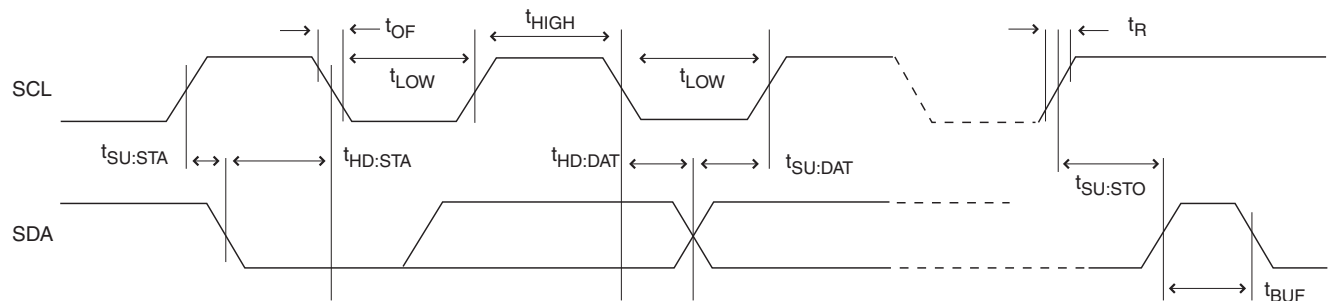 tOF
tHIGH
tR
tLOW
tLOW
SCL
tSU:STA
tHD:STA
tHD:DAT
tSU:DAT
tSU:STO
SDA
tBUF